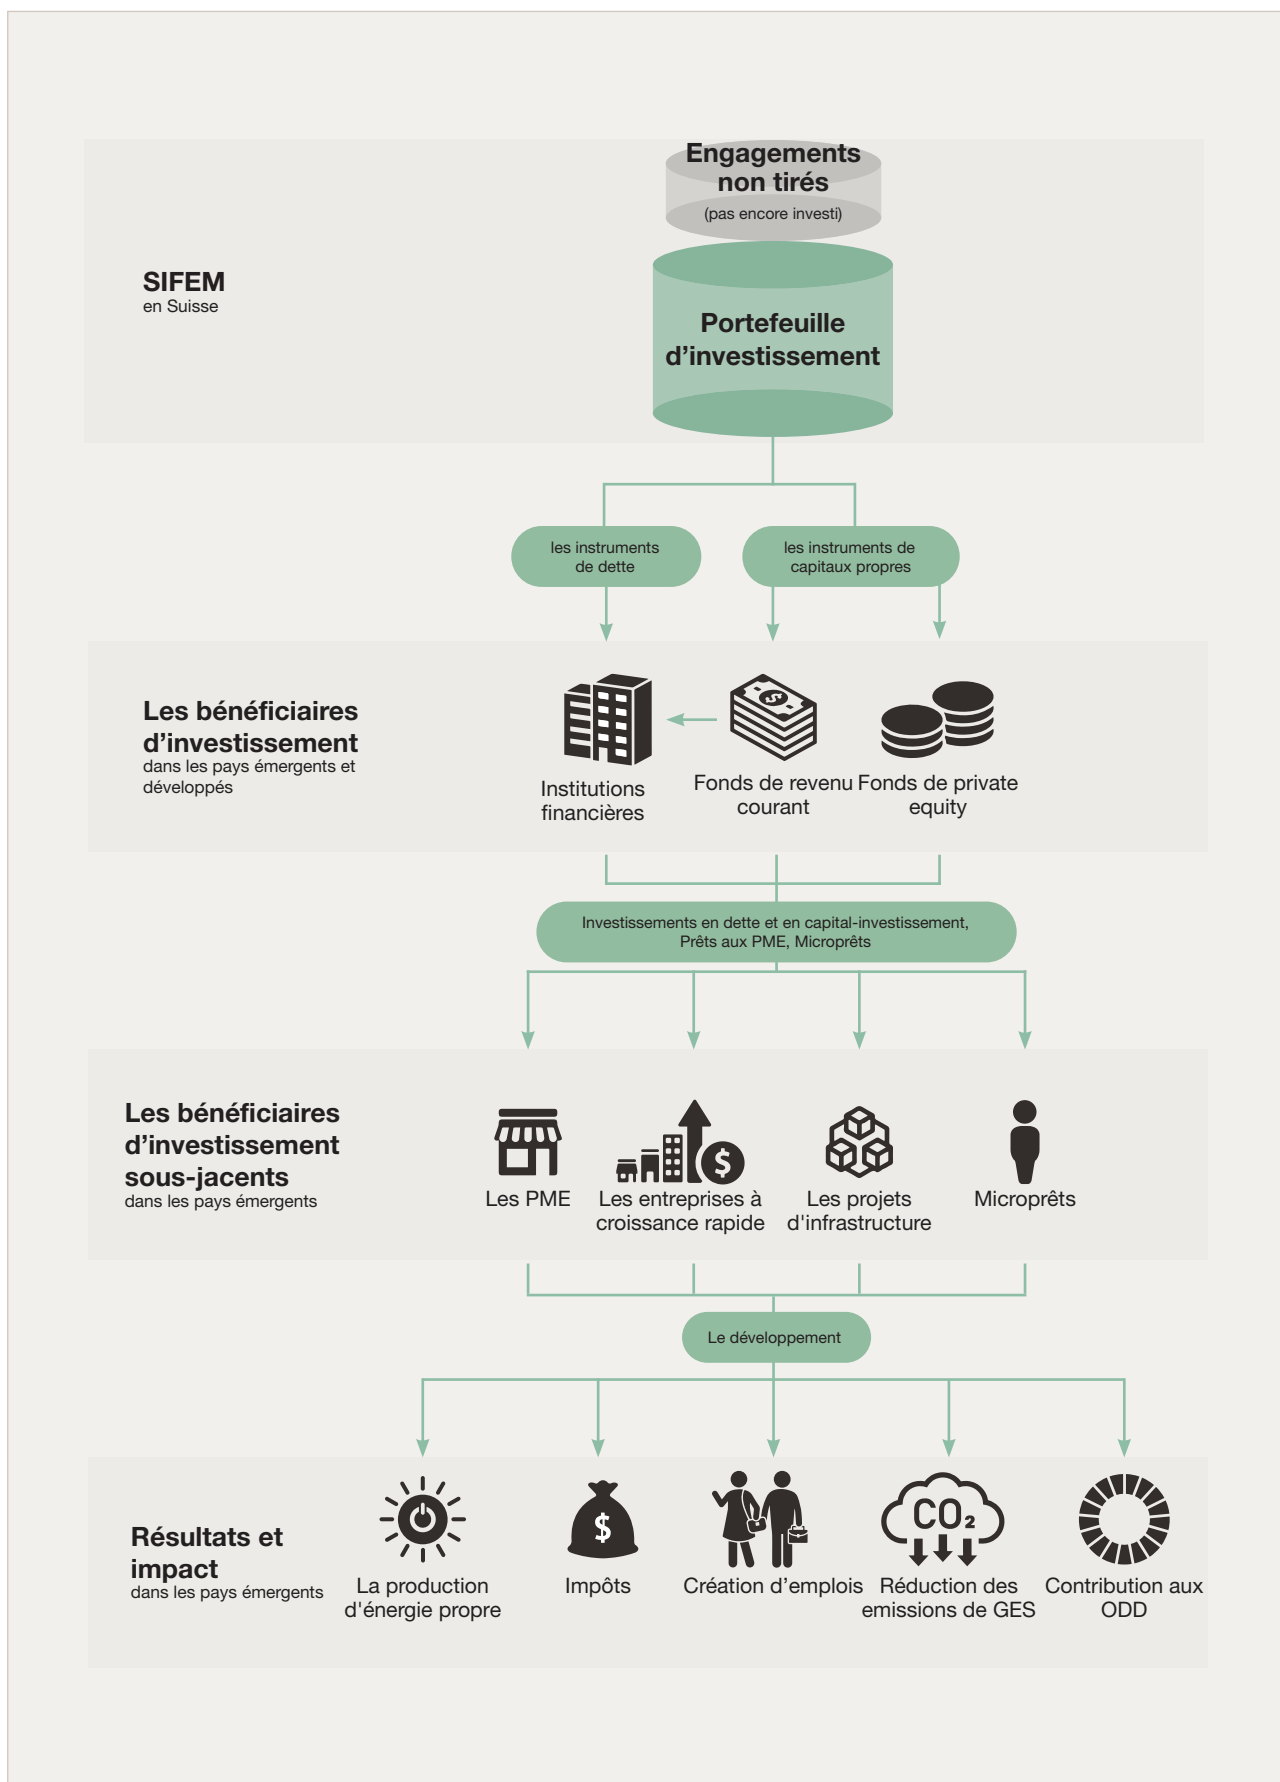 Engagements
non tirés
(pas encore investi)
SIFEM
en Suisse
Portefeuille
d’investissement
les instruments
de dette
les instruments de
capitaux propres
Les bénéficiaires
d’investissement
dans les pays émergents et
développés
Institutions
financières
Fonds de revenu
courant
Fonds de private
equity
Investissements en dette et en capital-investissement,
Prêts aux PME, Microprêts
Les bénéficiaires
d’investissement
sous-jacents
dans les pays émergents
$
Les PME
Les entreprises à
croissance rapide
Les projets
d'infrastructure
Microprêts
Le développement
Résultats et
impact
dans les pays émergents
$
CO₂
La production
d'énergie propre
Impôts
Création d’emplois
Réduction des
emissions de GES
Contribution aux
ODD